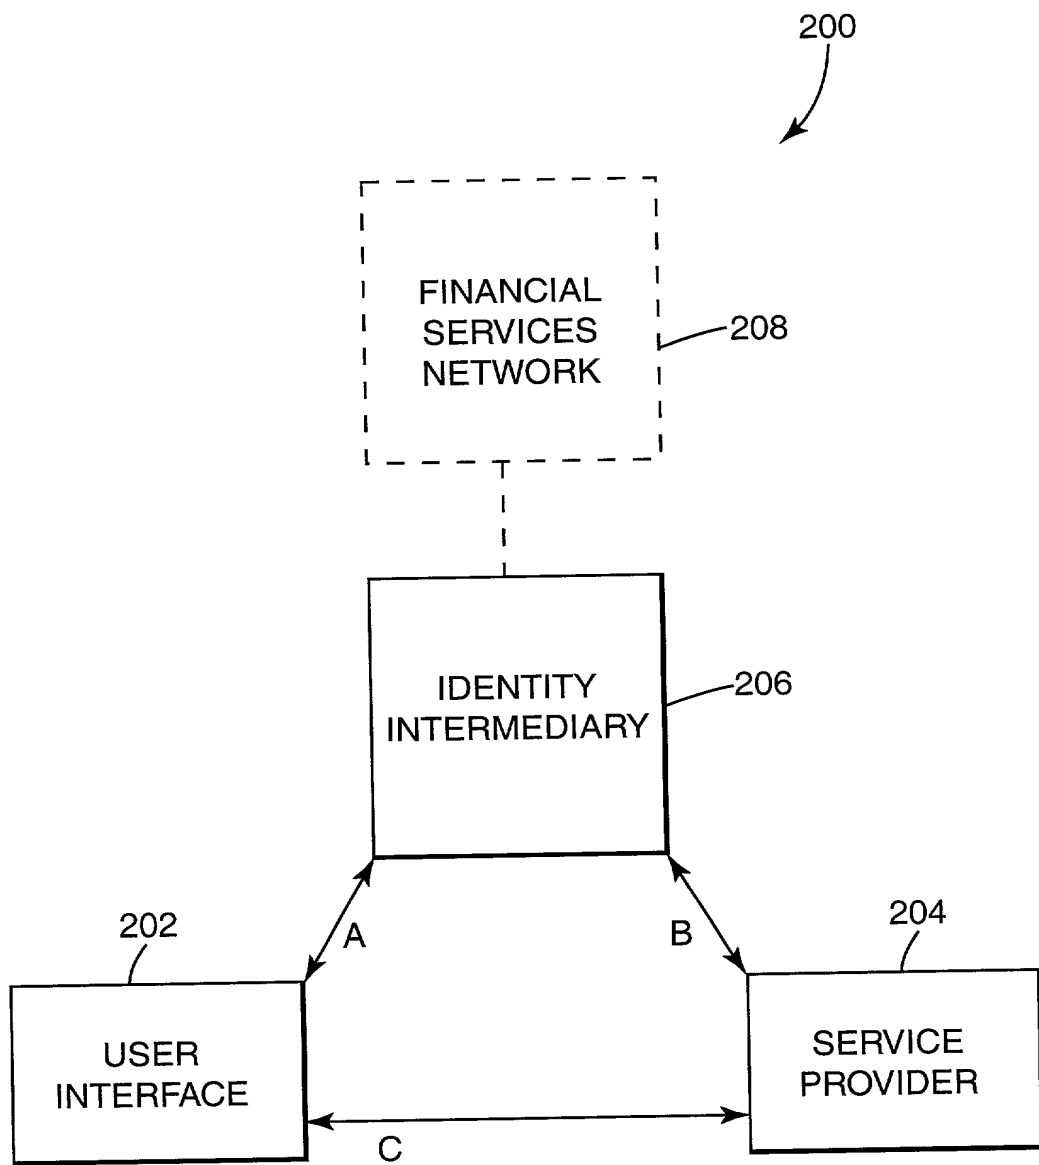 200
FINANCIAL
SERVICES
NETWORK
208
IDENTITY
INTERMEDIARY
206
202
A
B
204
USER
INTERFACE
SERVICE
PROVIDER
C